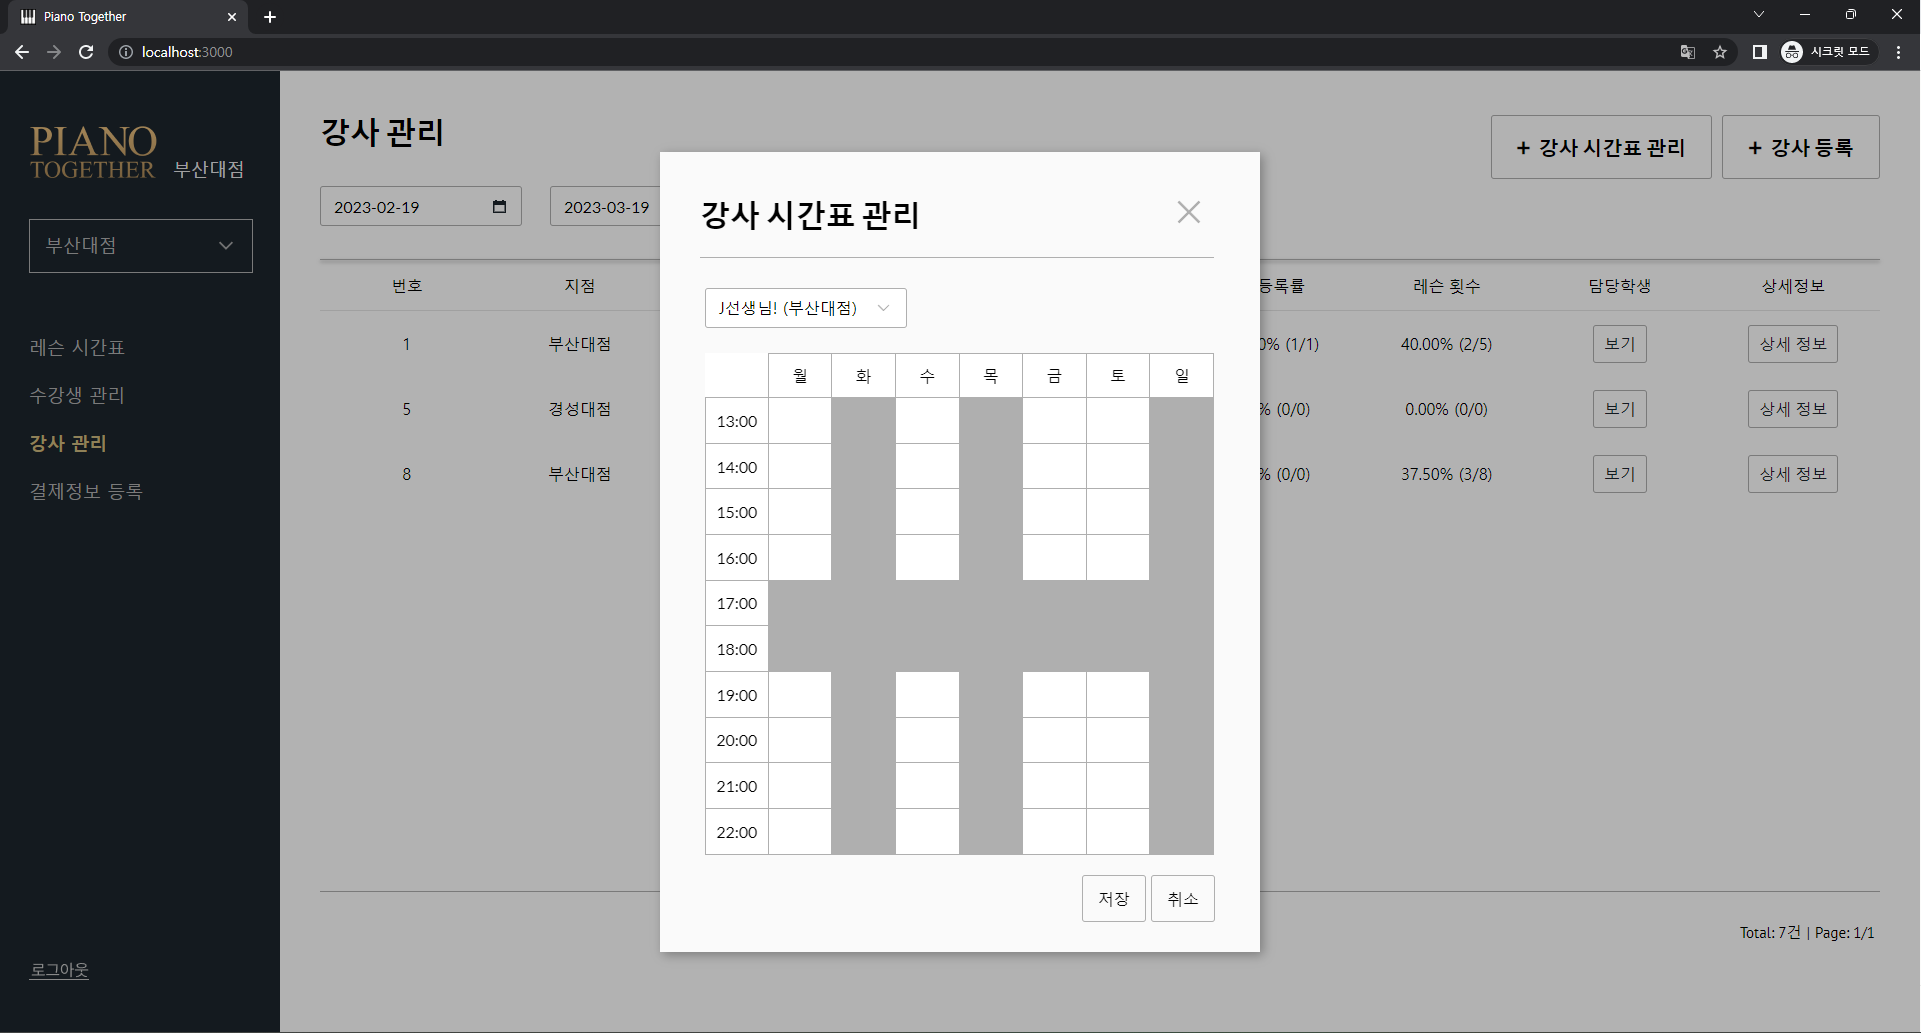 Piano Together
localhost:3000
시크릿 모드
PIANO
TOGETHER 부산대점
부산대점
레슨 시간표
수강생 관리
강사 관리
결제정보 등록
로그아웃
강사 관리
+ 강사 시간표 관리
+ 강사 등록
2023-02-19
2023-03-19
번호 지점 등록률 레슨 횟수 담당학생 상세정보
1 부산대점 0% (1/1) 40.00% (2/5) 보기 상세 정보
5 경성대점 % (0/0) 0.00% (0/0) 보기 상세 정보
8 부산대점 % (0/0) 37.50% (3/8) 보기 상세 정보
Total: 7건 | Page: 1/1
강사 시간표 관리
J선생님! (부산대점)
월 화 수 목 금 토 일
13:00
14:00
15:00
16:00
17:00
18:00
19:00
20:00
21:00
22:00
저장 취소